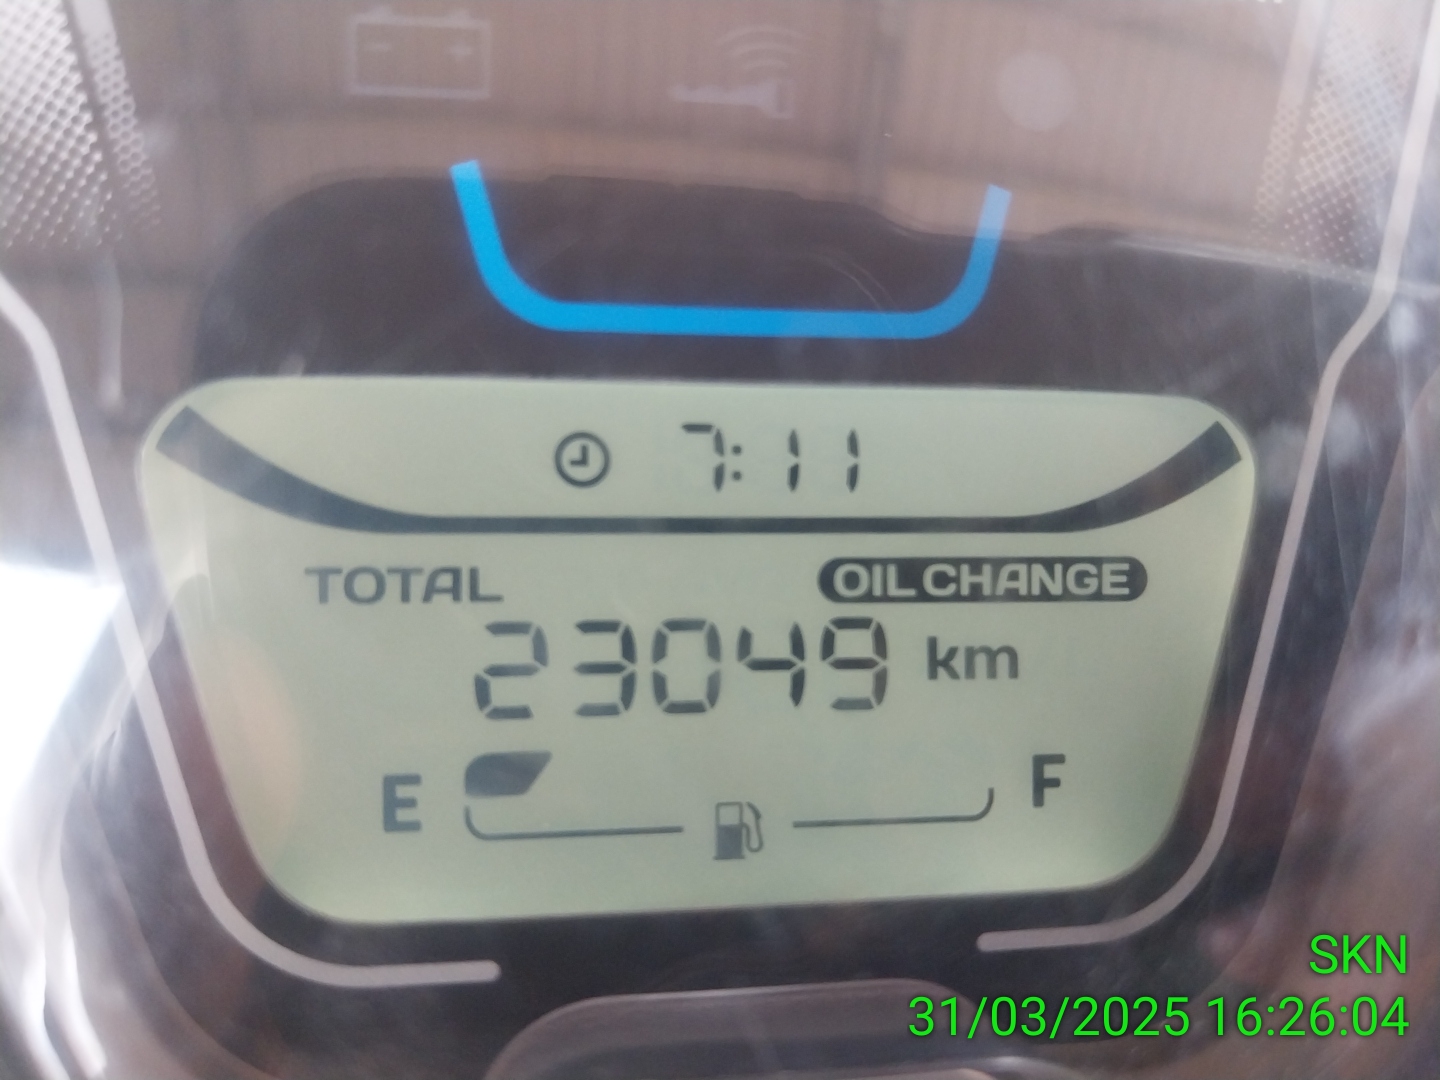 7:11
TOTAL OIL CHANGE
23049 km
E F
SKN
31/03/2025 16:26:04